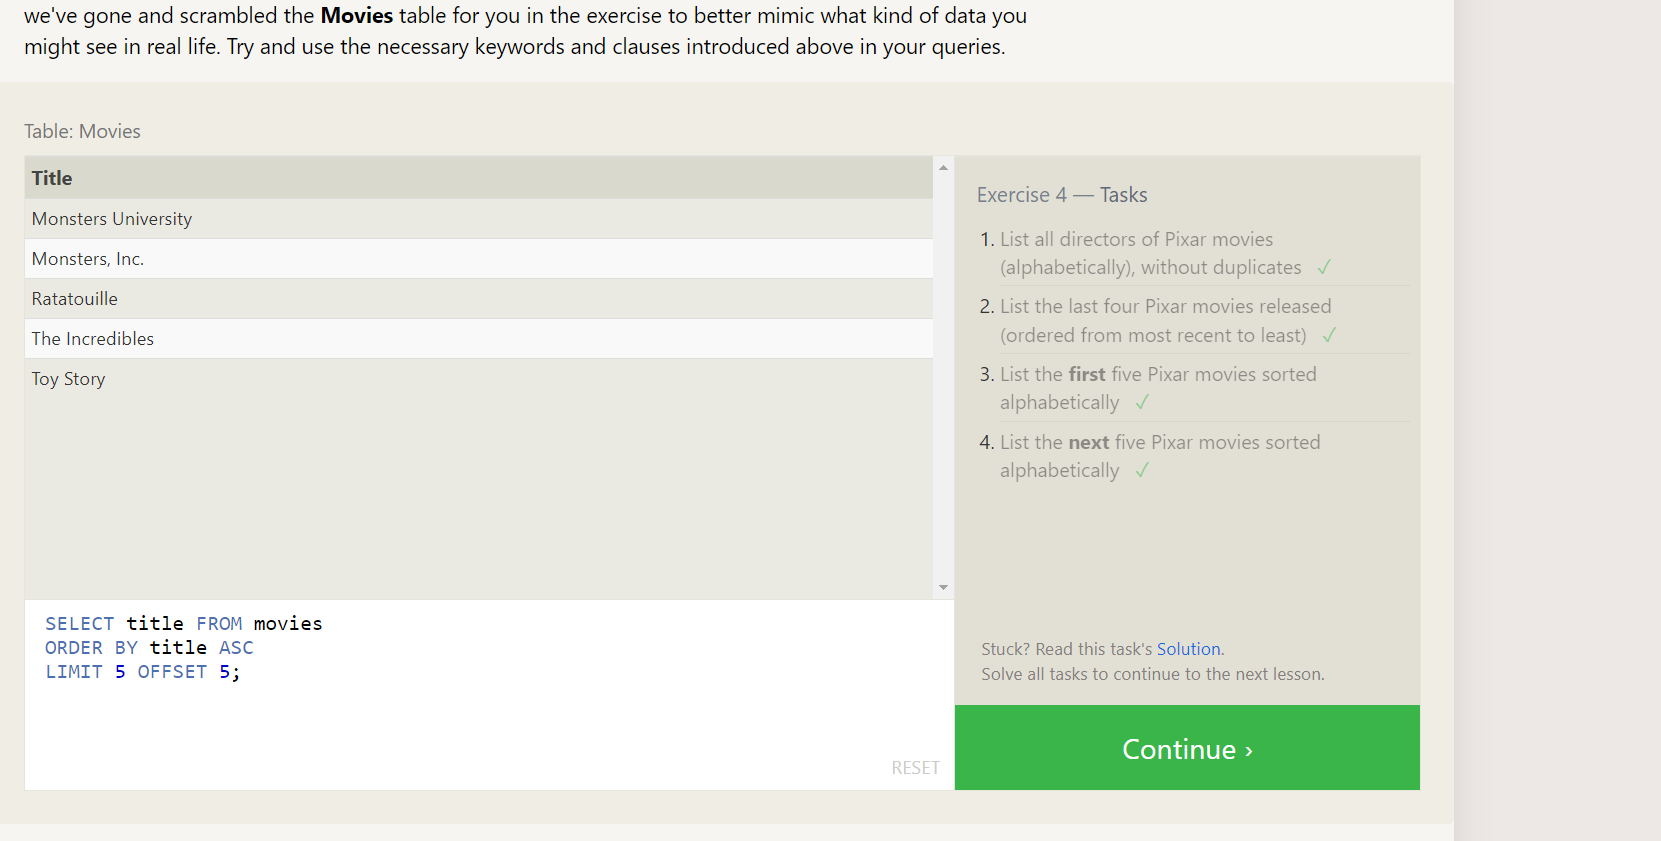 we've gone and scrambled the Movies table for you in the exercise to better mimic what kind of data you
might see in real life. Try and use the necessary keywords and clauses introduced above in your queries.
Table: Movies
Title
Monsters University
Monsters, Inc.
Ratatouille
The Incredibles
Toy Story
SELECT title FROM movies
ORDER BY title ASC
LIMIT 5 OFFSET 5;
RESET
Exercise 4 — Tasks
1. List all directors of Pixar movies
(alphabetically), without duplicates ✓
2. List the last four Pixar movies released
(ordered from most recent to least) ✓
3. List the first five Pixar movies sorted
alphabetically ✓
4. List the next five Pixar movies sorted
alphabetically ✓
Stuck? Read this task's Solution.
Solve all tasks to continue to the next lesson.
Continue ›